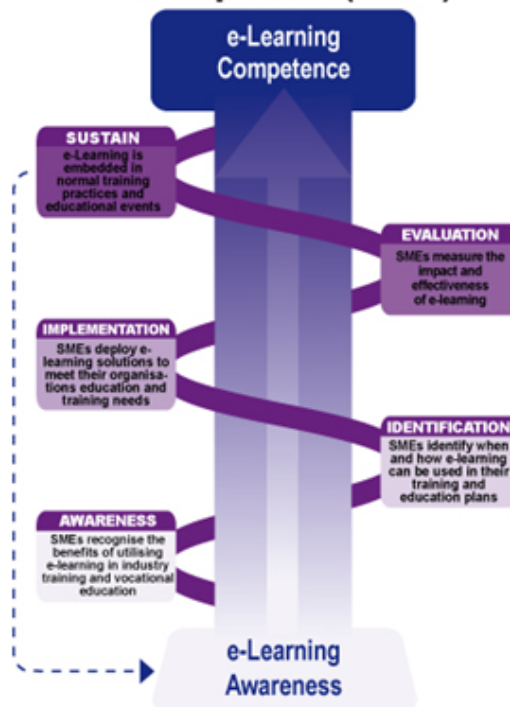 e-Learning
Competence
SUSTAIN
e-Learning is
embedded in
normal training
practices and
educational events
EVALUATION
SMEs measure the
impact and
effectiveness
of e-learning
IMPLEMENTATION
SMEs deploy e-
learning solutions to
meet their organisa-
tions education and
training needs
IDENTIFICATION
SMEs identify when
and how e-learning
can be used in their
training and
education plans
AWARENESS
SMEs recognise the
benefits of utilising
e-learning in industry
training and vocational
education
e-Learning
Awareness